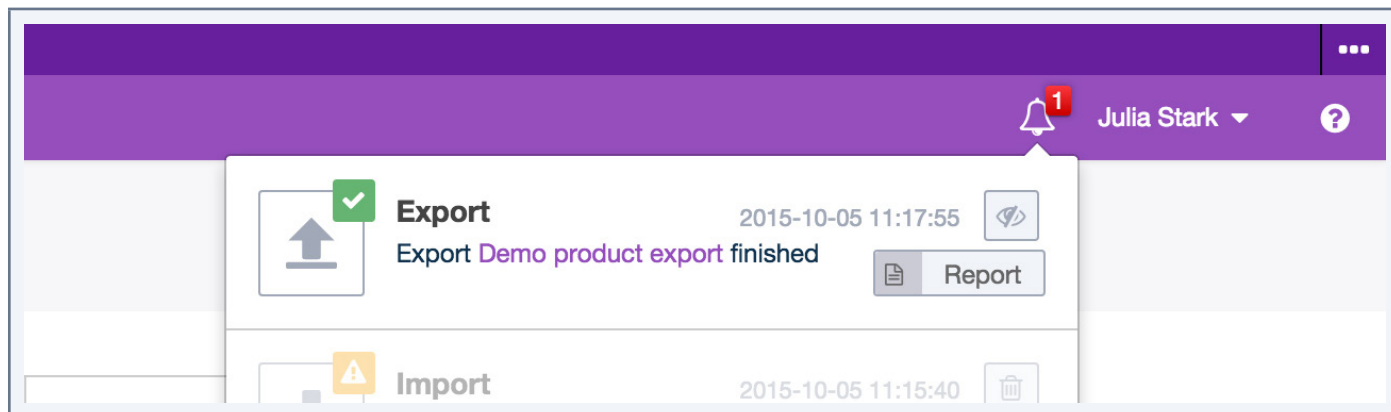 1
Julia Stark
Export
2015-10-05 11:17:55
Export Demo product export finished
Report
Import
2015-10-05 11:15:40